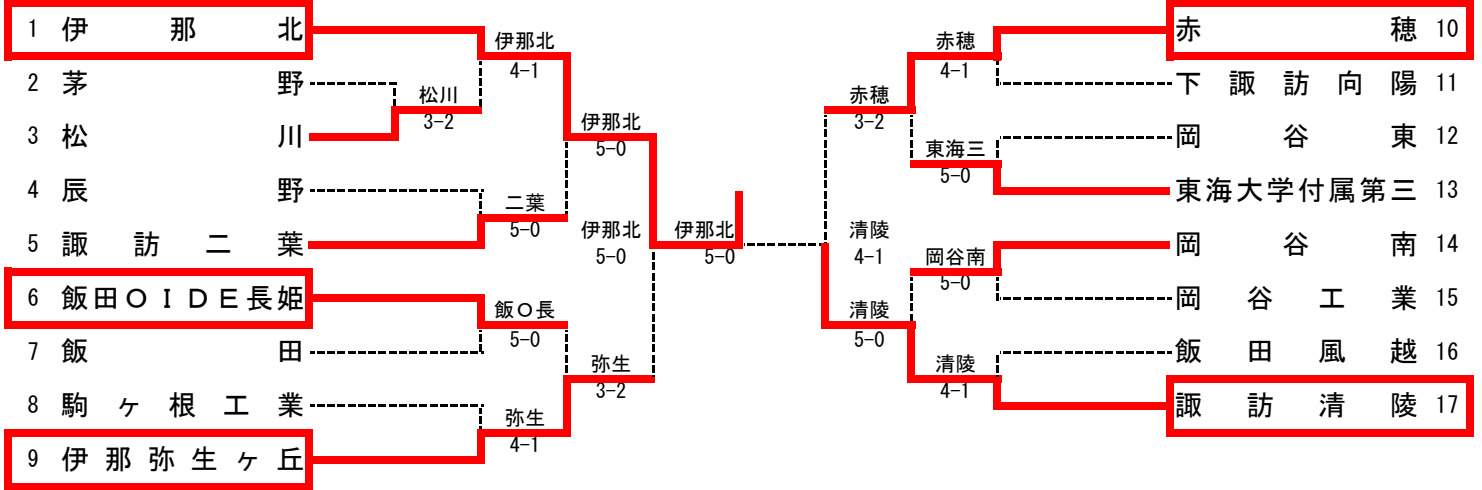 1 伊那北
2 茅野
3 松川
4 辰野
5 諏訪二葉
6 飯田OIDE長姫
7 飯田
8 駒ヶ根工業
9 伊那弥生ヶ丘
松川
3-2
伊那北
4-1
二葉
5-0
飯O長
5-0
弥生
4-1
伊那北
5-0
弥生
3-2
伊那北
5-0
伊那北
5-0
清陵
4-1
赤穂
3-2
清陵
5-0
赤穂
4-1
東海三
5-0
岡谷南
5-0
清陵
4-1
赤穂 10
下諏訪向陽 11
岡谷東 12
東海大学付属第三 13
岡谷南 14
岡谷工業 15
飯田風越 16
諏訪清陵 17